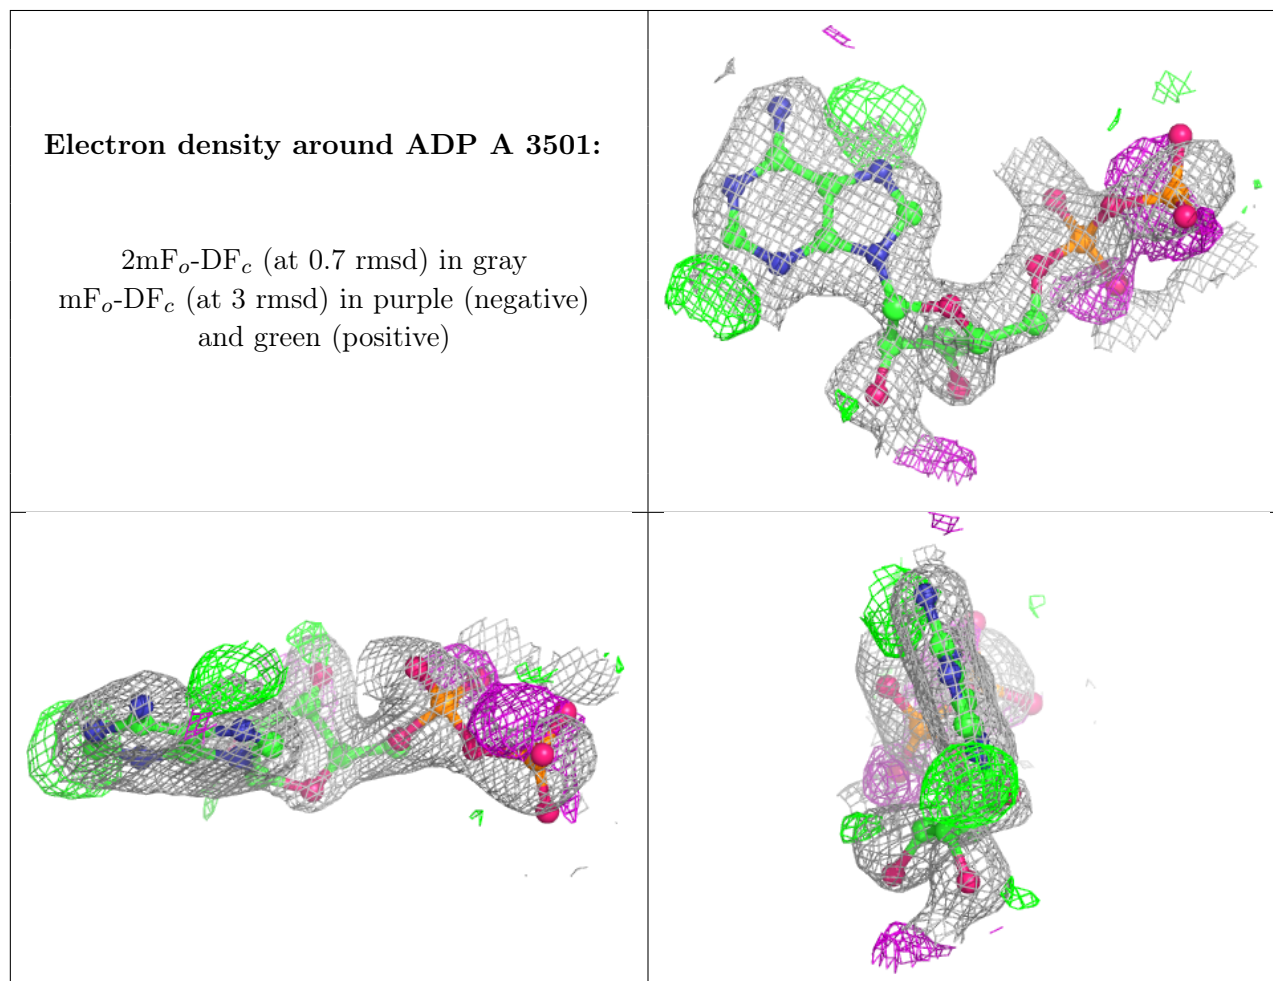 Electron density around ADP A 3501:
2mFo-DFc (at 0.7 rmsd) in gray
mFo-DFc (at 3 rmsd) in purple (negative)
and green (positive)